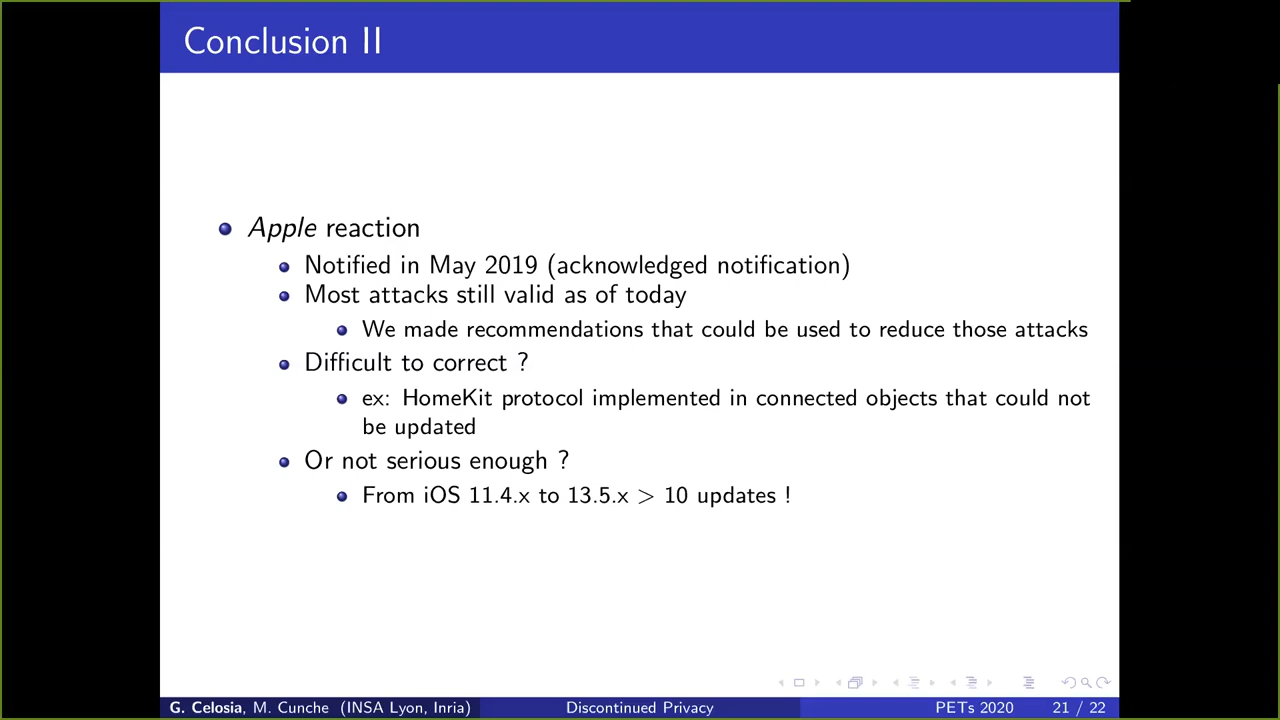 Conclusion II
Apple reaction
Notified in May 2019 (acknowledged notification)
Most attacks still valid as of today
We made recommendations that could be used to reduce those attacks
Difficult to correct ?
ex: HomeKit protocol implemented in connected objects that could not
be updated
Or not serious enough ?
From iOS 11.4.x to 13.5.x > 10 updates !
G. Celosia, M. Cunche (INSA Lyon, Inria) Discontinued Privacy PETs 2020 21 / 22